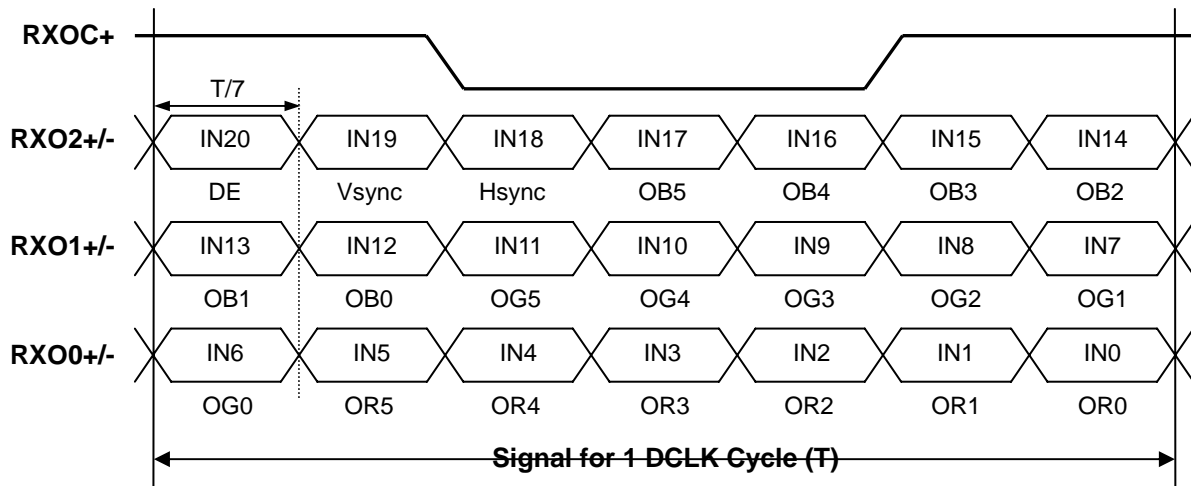 RXOC+
T/7
RXO2+/- IN20 IN19 IN18 IN17 IN16 IN15 IN14
DE Vsync Hsync OB5 OB4 OB3 OB2
RXO1+/- IN13 IN12 IN11 IN10 IN9 IN8 IN7
OB1 OB0 OG5 OG4 OG3 OG2 OG1
RXO0+/- IN6 IN5 IN4 IN3 IN2 IN1 IN0
OG0 OR5 OR4 OR3 OR2 OR1 OR0
Signal for 1 DCLK Cycle (T)